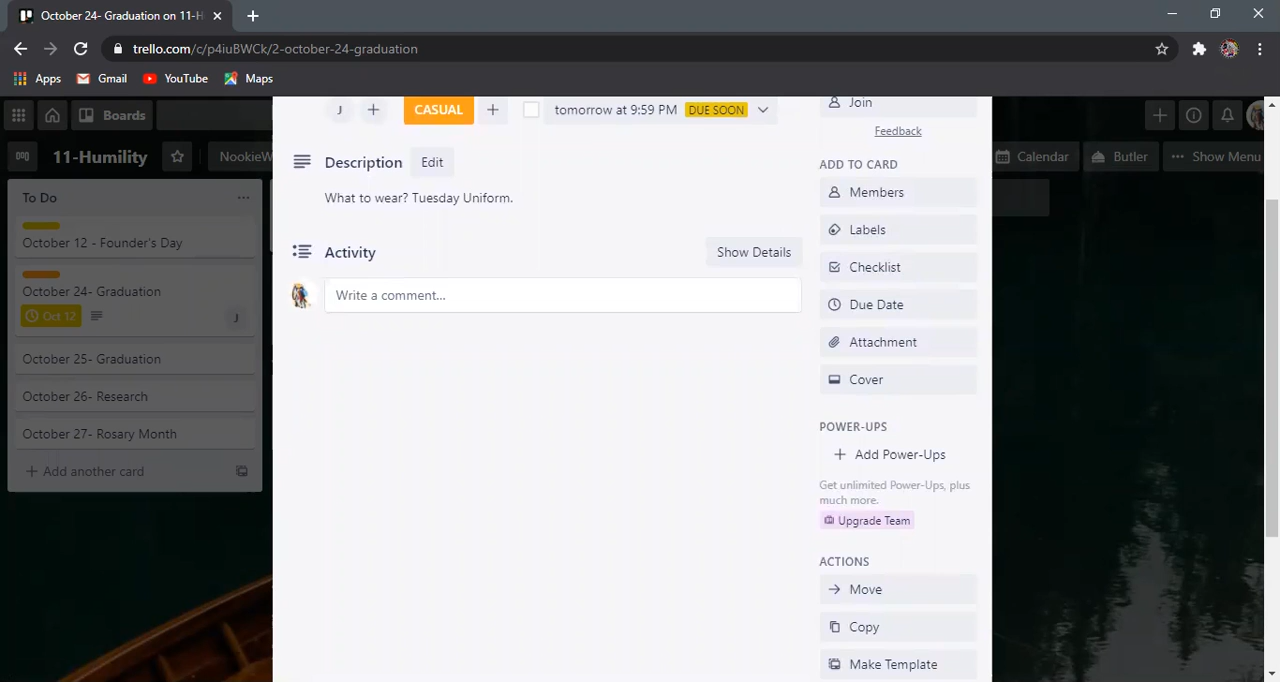 October 24- Graduation on 11-H
trello.com/c/p4iuBWCk/2-october-24-graduation
Apps Gmail YouTube Maps
Boards
11-Humility NookieW Calendar Butler Show Menu
To Do
October 12 - Founder's Day
October 24- Graduation
Oct 12 J
October 25- Graduation
October 26- Research
October 27- Rosary Month
Add another card
J CASUAL tomorrow at 9:59 PM DUE SOON
Description Edit
What to wear? Tuesday Uniform.
Activity Show Details
Write a comment...
Join
Feedback
ADD TO CARD
Members
Labels
Checklist
Due Date
Attachment
Cover
POWER-UPS
Add Power-Ups
Get unlimited Power-Ups, plus
much more.
Upgrade Team
ACTIONS
Move
Copy
Make Template